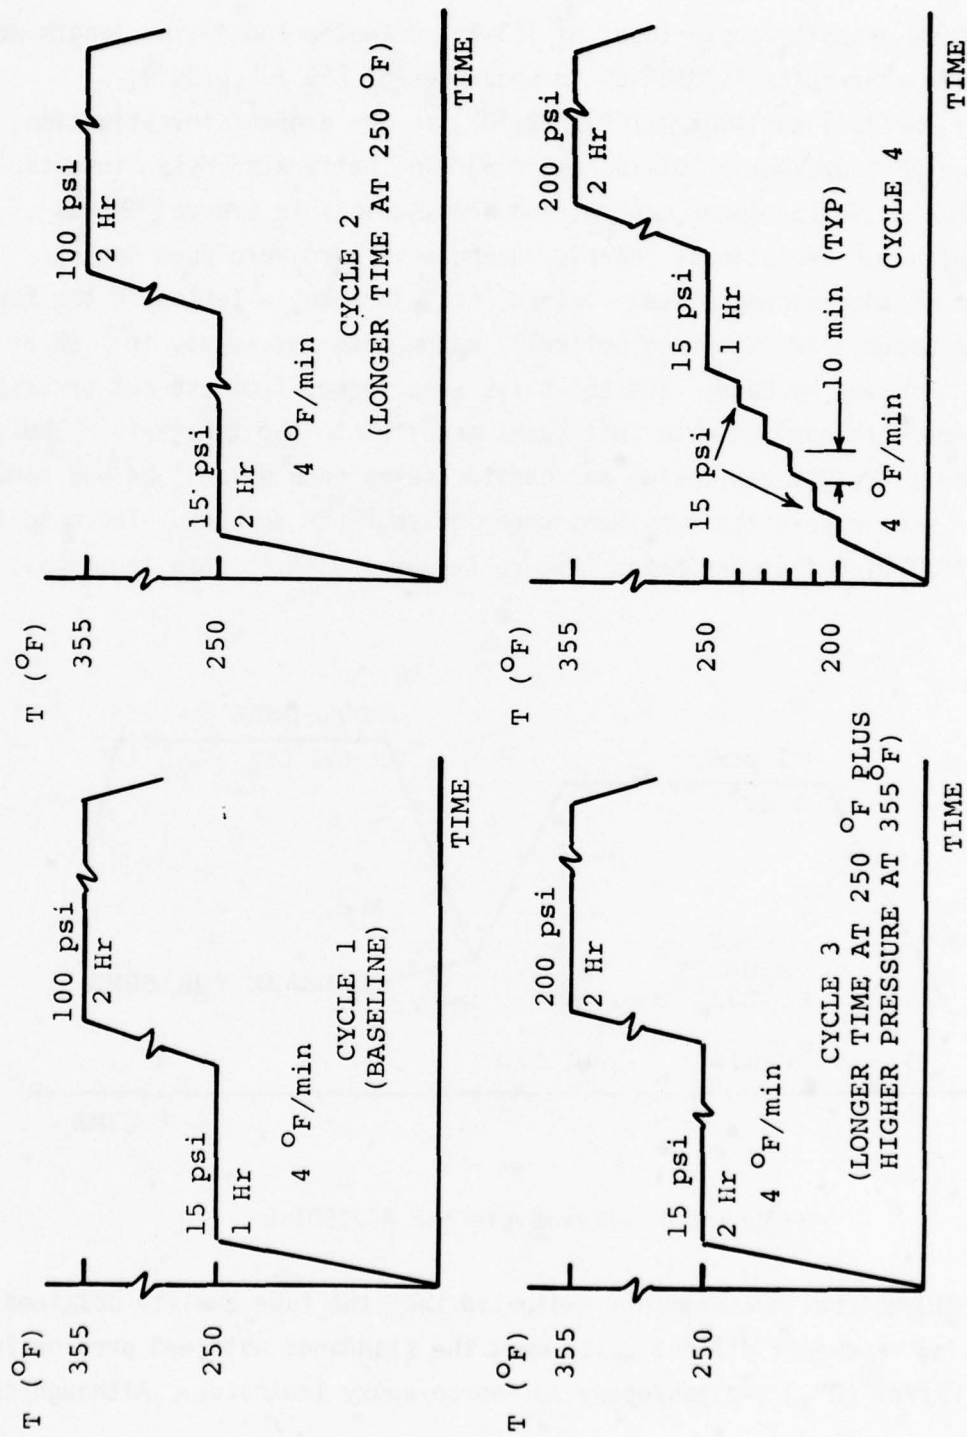 T (°F)
355
250
100 psi
2 Hr
15 psi
1 Hr
4 °F/min
CYCLE 1
(BASELINE)
TIME
T (°F)
355
250
100 psi
2 Hr
15 psi
2 Hr
4 °F/min
CYCLE 2
(LONGER TIME AT 250 °F)
TIME
T (°F)
355
250
200 psi
2 Hr
15 psi
2 Hr
4 °F/min
CYCLE 3
(LONGER TIME AT 250 °F PLUS
HIGHER PRESSURE AT 355°F)
TIME
T (°F)
355
250
200
200 psi
2 Hr
15 psi
1 Hr
15 psi
10 min (TYP)
4 °F/min
CYCLE 4
TIME